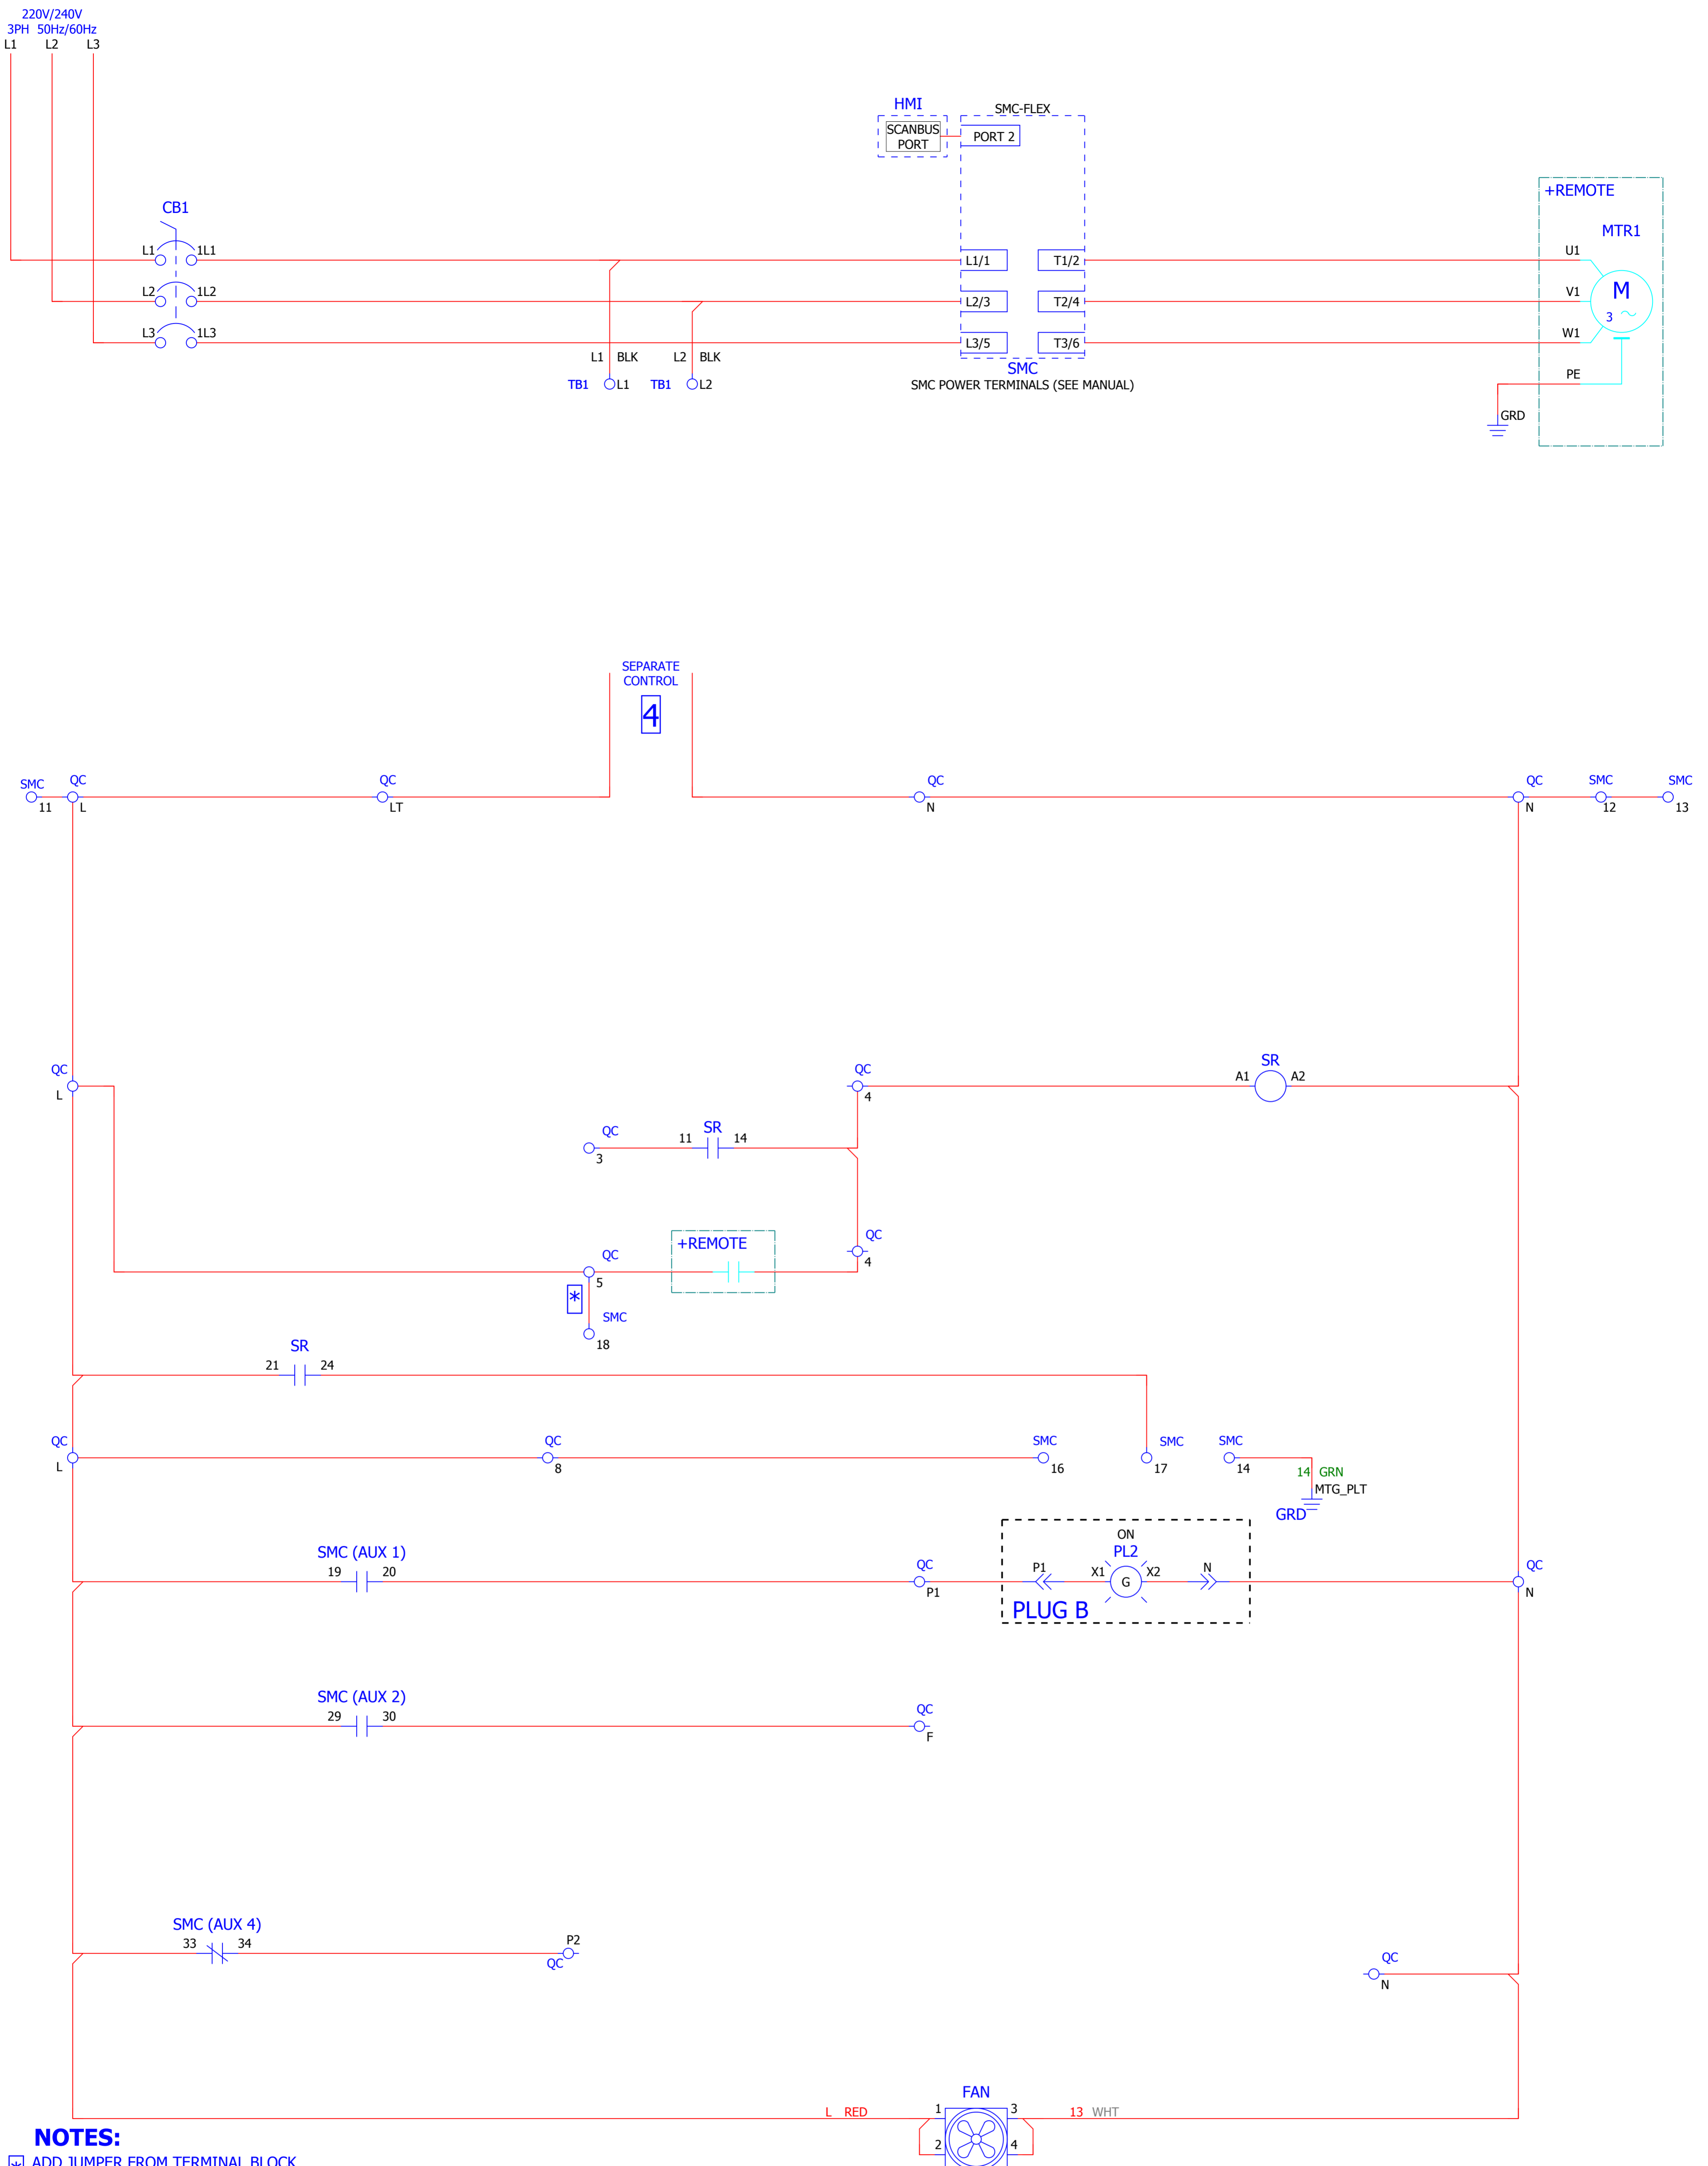 220V/240V
3PH 50Hz/60Hz
L1 L2 L3
HMI
SCANBUS
PORT
SMC-FLEX
PORT 2
CB1
L1 1L1
L2 1L2
L3 1L3
L1/1 T1/2
L2/3 T2/4
L3/5 T3/6
SMC
SMC POWER TERMINALS (SEE MANUAL)
L1 BLK
L2 BLK
TB1 L1
TB1 L2
+REMOTE
MTR1
U1
V1
W1
PE
M
3
GRD
SEPARATE
CONTROL
4
SMC
11
QC
L
QC
LT
QC
N
QC
N
SMC
12
SMC
13
QC
L
QC
4
SR
A1 A2
QC
3
SR
11 14
QC
4
+REMOTE
QC
5
*
SMC
18
SR
21 24
QC
L
QC
8
SMC
16
SMC
17
SMC
14
14 GRN
MTG_PLT
GRD
SMC (AUX 1)
19 20
QC
P1
ON
PL2
P1 X1 G X2 N
PLUG B
QC
N
SMC (AUX 2)
29 30
QC
F
SMC (AUX 4)
33 34
P2
QC
QC
N
FAN
L RED
1 3
2 4
13 WHT
NOTES:
* ADD JUMPER FROM TERMINAL BLOCK